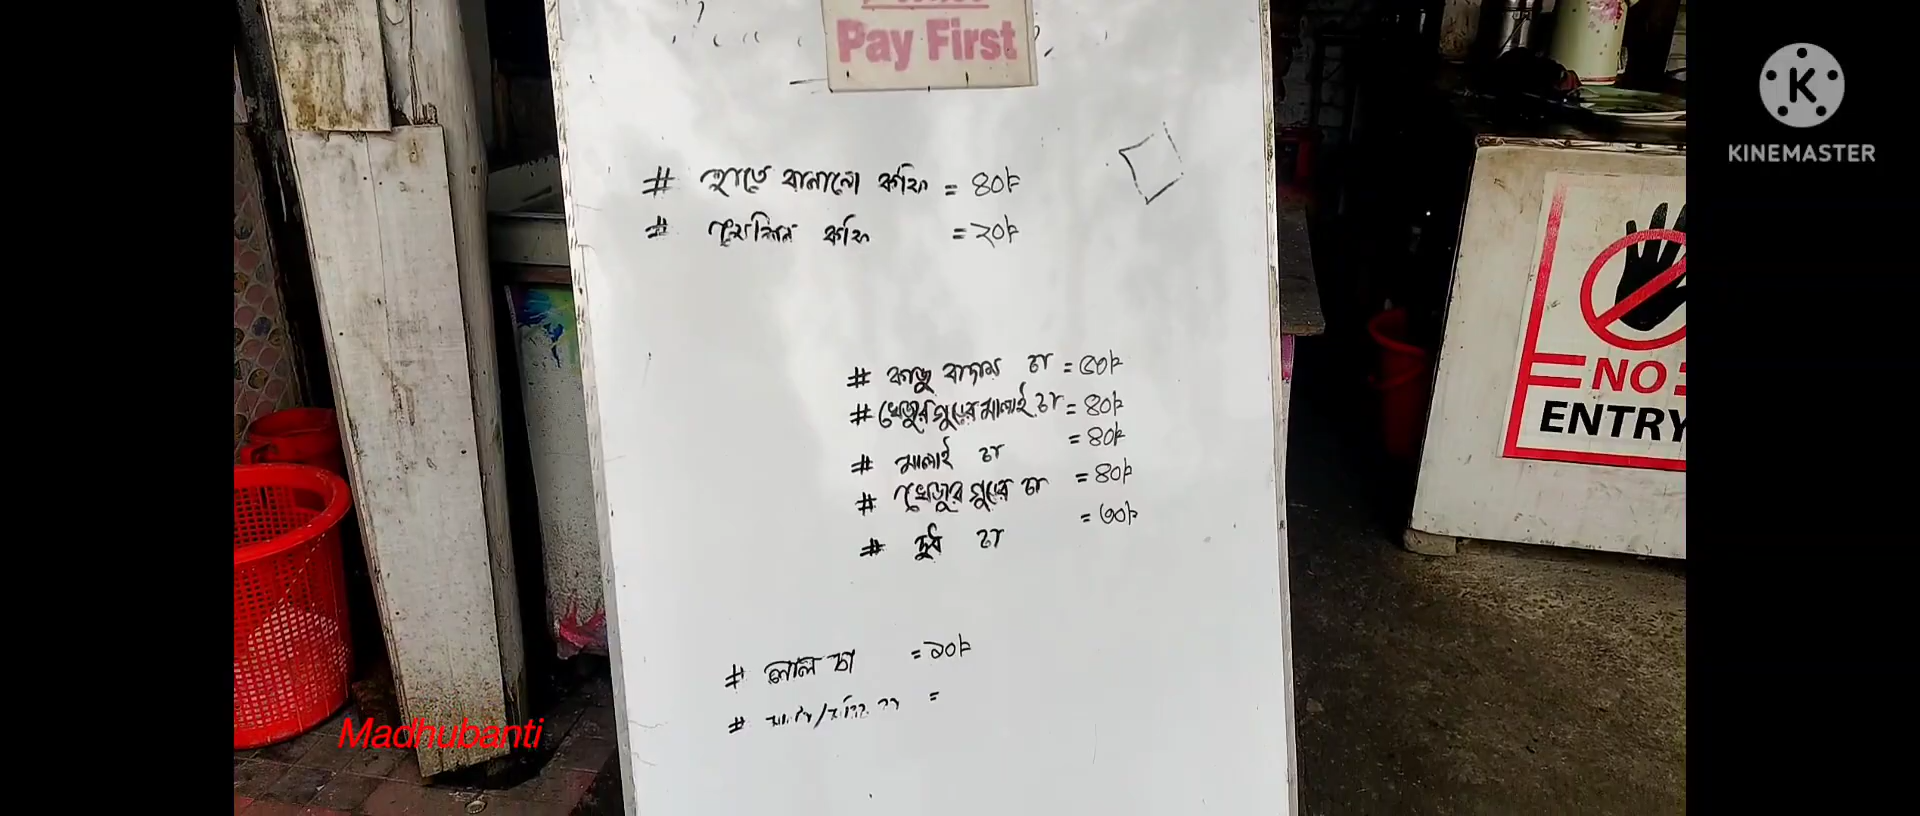 Pay First
# হাতে বানানো কফি = ৪০৳
# মেশিন কফি = ২০৳
# কাজু বাদাম চা = ৫০৳
# খেজুর গুড়ের মালাই চা = ৪০৳
# মালাই চা = ৪০৳
# খেজুর গুড়ের চা = ৪০৳
# দুধ চা = ৩০৳
# লাল চা = ১০৳
# =
NO
ENTRY
Madhubanti
K
KINEMASTER